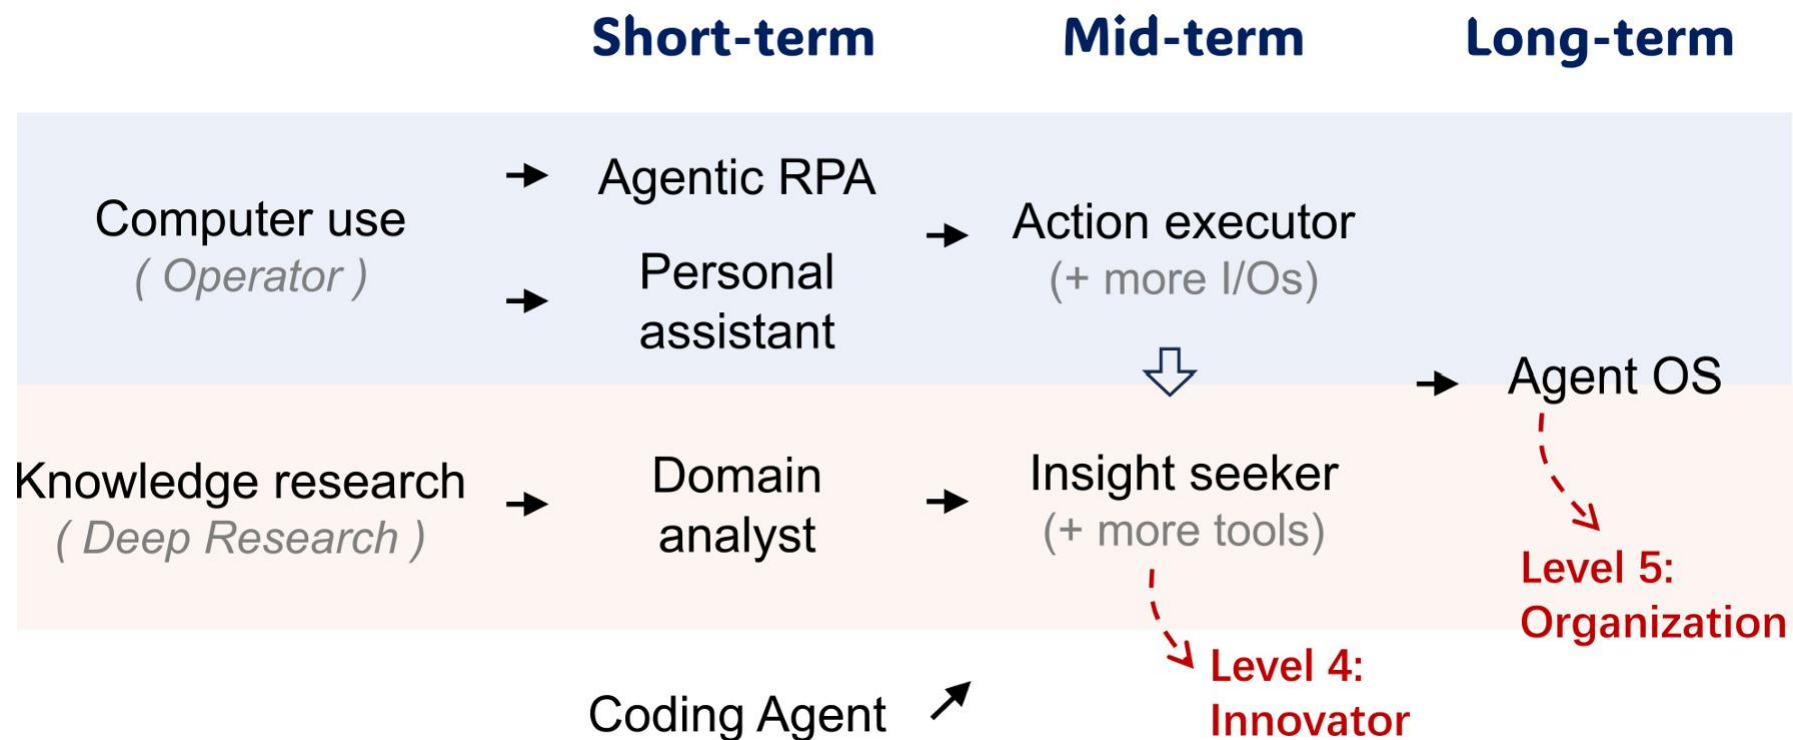 Short-term
Mid-term
Long-term
Computer use
( Operator )
Agentic RPA
Personal
assistant
Action executor
(+ more I/Os)
Agent OS
Knowledge research
( Deep Research )
Domain
analyst
Insight seeker
(+ more tools)
Level 5:
Organization
Coding Agent
Level 4:
Innovator